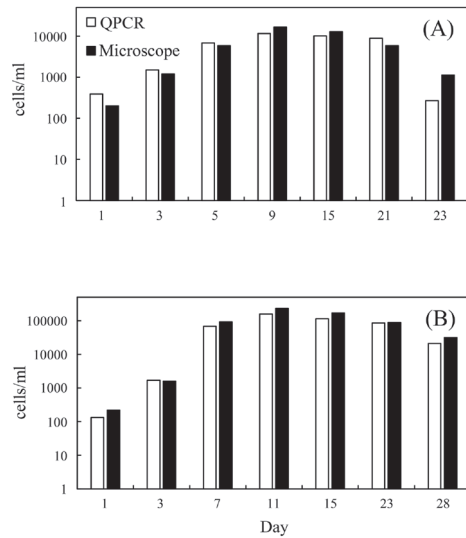 (A)
QPCR
Microscope
cells/ml
10000
1000
100
10
1
1 3 5 9 15 21 23
(B)
cells/ml
100000
10000
1000
100
10
1
1 3 7 11 15 23 28
Day